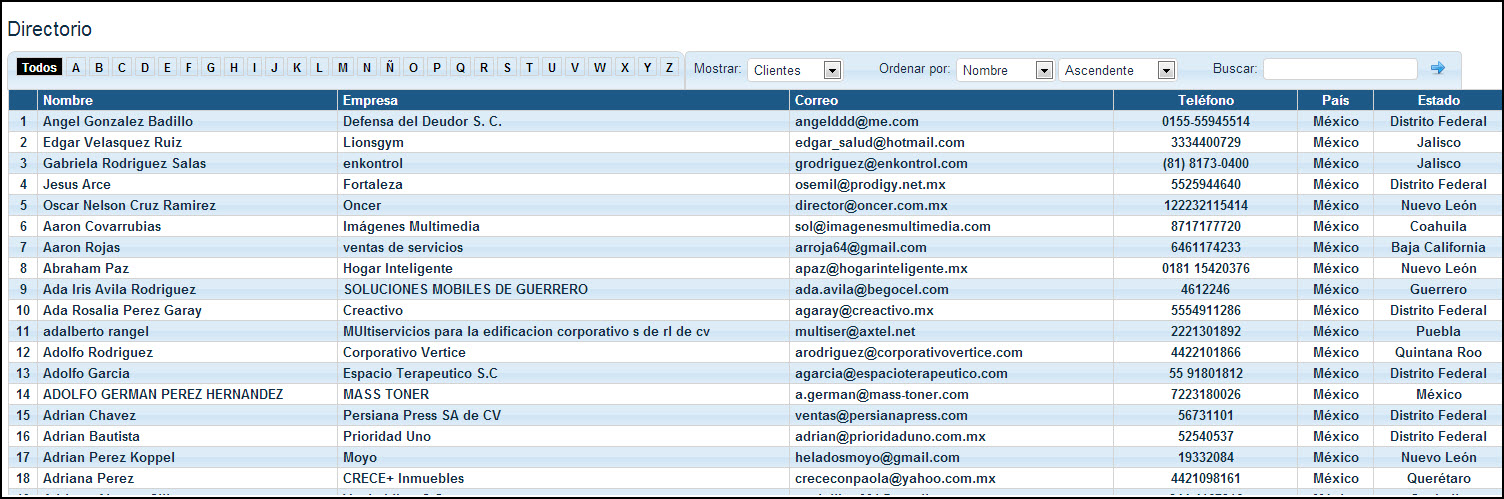 Directorio
Todos A B C D E F G H I J K L M N Ñ O P Q R S T U V W X Y Z Mostrar: Clientes Ordenar por: Nombre Ascendente Buscar:
Nombre Empresa Correo Teléfono País Estado
1 Angel Gonzalez Badillo Defensa del Deudor S. C. angelddd@me.com 0155-55945514 México Distrito Federal
2 Edgar Velasquez Ruiz Lionsgym edgar_salud@hotmail.com 3334400729 México Jalisco
3 Gabriela Rodriguez Salas enkontrol grodriguez@enkontrol.com (81) 8173-0400 México Jalisco
4 Jesus Arce Fortaleza osemil@prodigy.net.mx 5525944640 México Distrito Federal
5 Oscar Nelson Cruz Ramirez Oncer director@oncer.com.mx 122232115414 México Nuevo León
6 Aaron Covarrubias Imágenes Multimedia sol@imagenesmultimedia.com 8717177720 México Coahuila
7 Aaron Rojas ventas de servicios arroja64@gmail.com 6461174233 México Baja California
8 Abraham Paz Hogar Inteligente apaz@hogarinteligente.mx 0181 15420376 México Nuevo León
9 Ada Iris Avila Rodriguez SOLUCIONES MOBILES DE GUERRERO ada.avila@begocel.com 4612246 México Guerrero
10 Ada Rosalia Perez Garay Creactivo agaray@creactivo.mx 5554911286 México Distrito Federal
11 adalberto rangel MUltiservicios para la edificacion corporativo s de rl de cv multiser@axtel.net 2221301892 México Puebla
12 Adolfo Rodriguez Corporativo Vertice arodriguez@corporativovertice.com 4422101866 México Quintana Roo
13 Adolfo Garcia Espacio Terapeutico S.C agarcia@espacioterapeutico.com 55 91801812 México Distrito Federal
14 ADOLFO GERMAN PEREZ HERNANDEZ MASS TONER a.german@mass-toner.com 7223180026 México México
15 Adrian Chavez Persiana Press SA de CV ventas@persianapress.com 56731101 México Distrito Federal
16 Adrian Bautista Prioridad Uno adrian@prioridaduno.com.mx 52540537 México Distrito Federal
17 Adrian Perez Koppel Moyo heladosmoyo@gmail.com 19332084 México Nuevo León
18 Adriana Perez CRECE+ Inmuebles crececonpaola@yahoo.com.mx 4421098161 México Querétaro